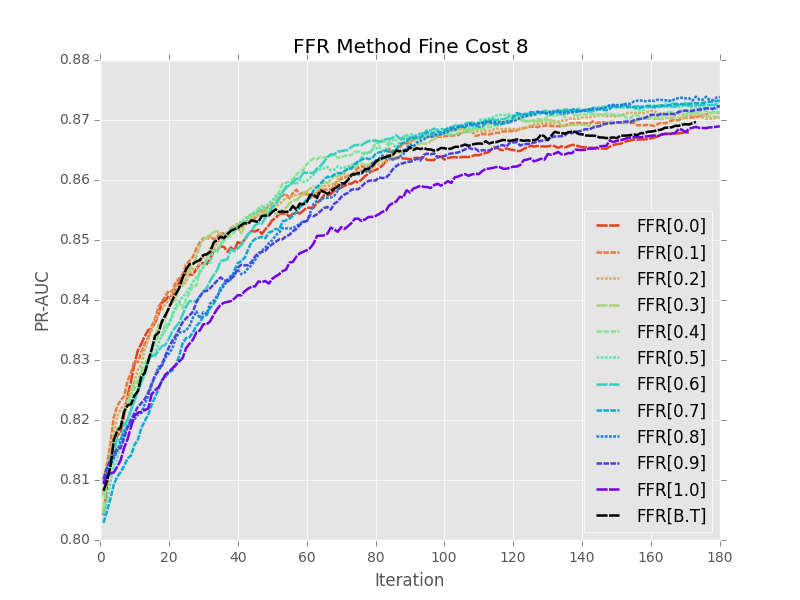 FFR Method Fine Cost 8
0.88
0.87
0.86
0.85
0.84
0.83
0.82
0.81
0.80
PR-AUC
0 20 40 60 80 100 120 140 160 180
Iteration
FFR[0.0]
FFR[0.1]
FFR[0.2]
FFR[0.3]
FFR[0.4]
FFR[0.5]
FFR[0.6]
FFR[0.7]
FFR[0.8]
FFR[0.9]
FFR[1.0]
FFR[B.T]